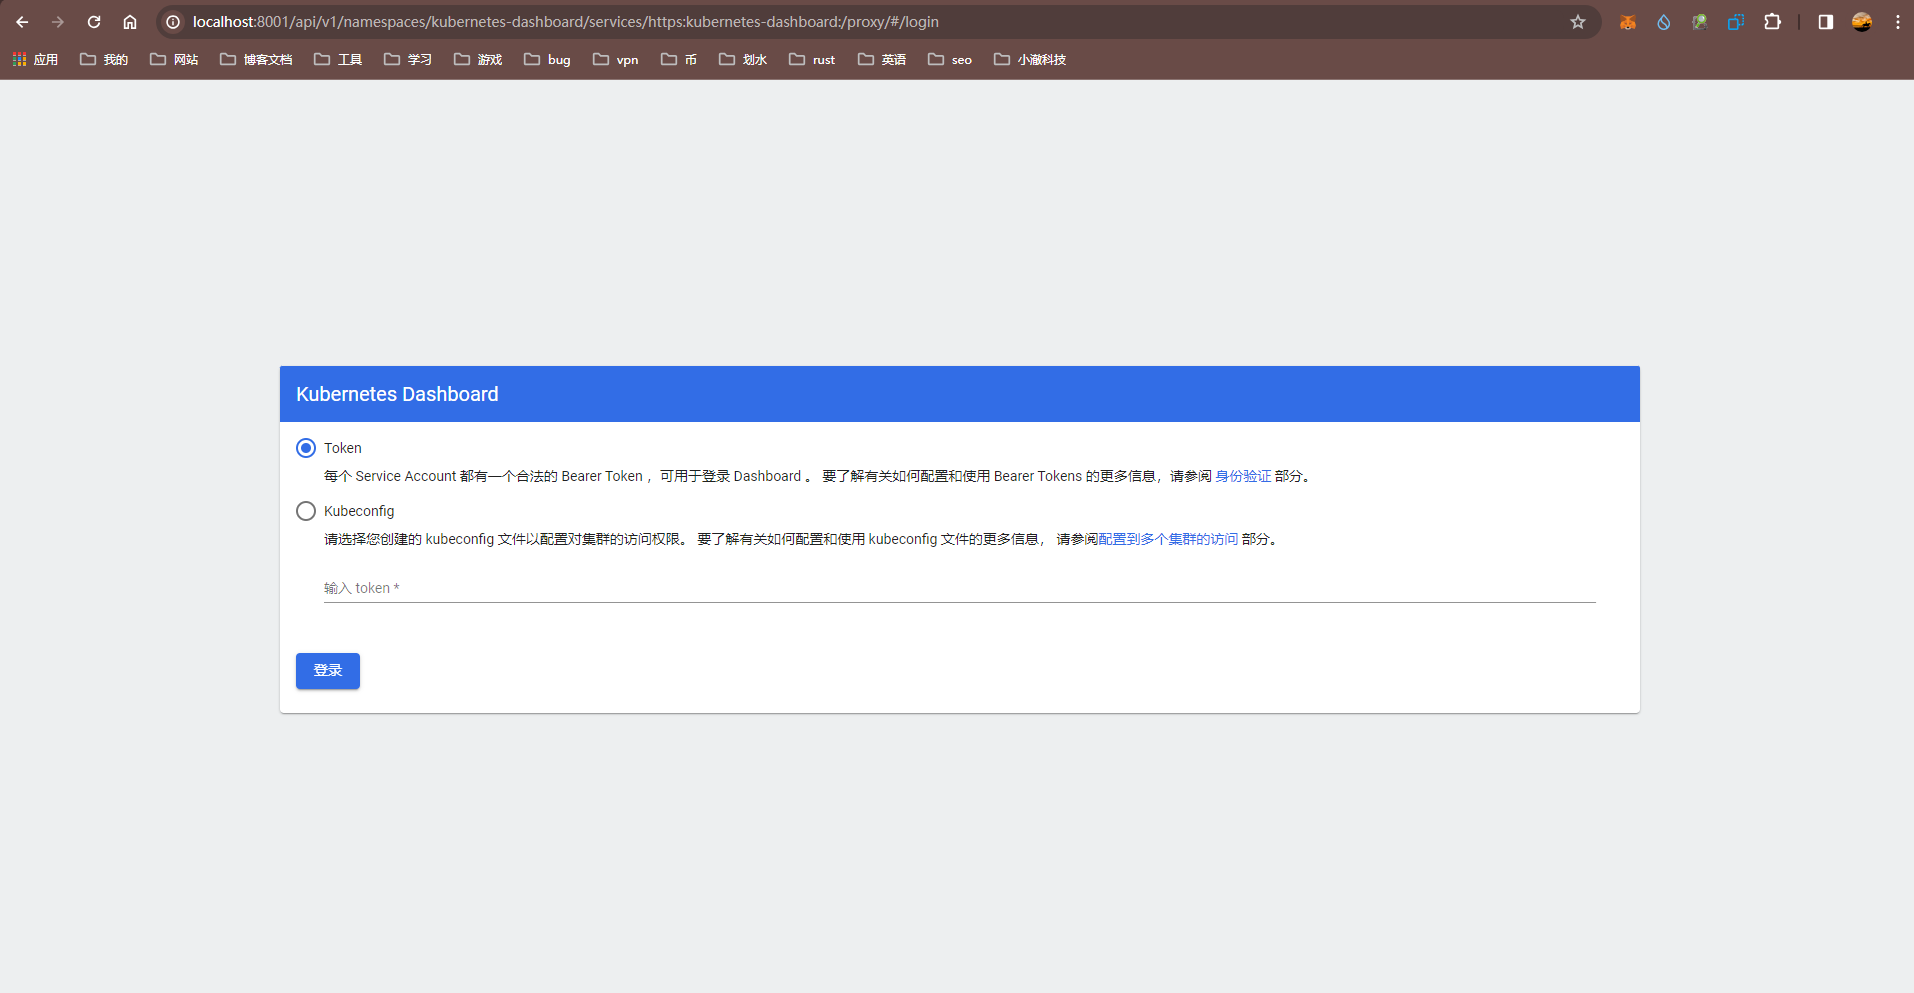 localhost:8001/api/v1/namespaces/kubernetes-dashboard/services/https:kubernetes-dashboard:/proxy/#/login
应用 我的 网站 博客文档 工具 学习 游戏 bug vpn 币 划水 rust 英语 seo 小澈科技
Kubernetes Dashboard
Token
每个 Service Account 都有一个合法的 Bearer Token ，可用于登录 Dashboard 。 要了解有关如何配置和使用 Bearer Tokens 的更多信息，请参阅 身份验证 部分。
Kubeconfig
请选择您创建的 kubeconfig 文件以配置对集群的访问权限。 要了解有关如何配置和使用 kubeconfig 文件的更多信息， 请参阅配置到多个集群的访问 部分。
输入 token *
登录